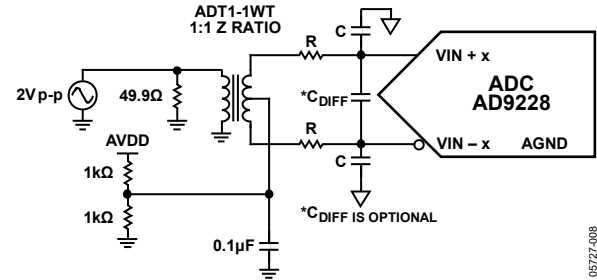 ADT1-1WT
1:1 Z RATIO
C
R
VIN + x
ADC
AD9228
2V p-p
49.9Ω
*CDIFF
R
VIN – x
AGND
AVDD
C
1kΩ
1kΩ
*CDIFF IS OPTIONAL
0.1µF
05727-008